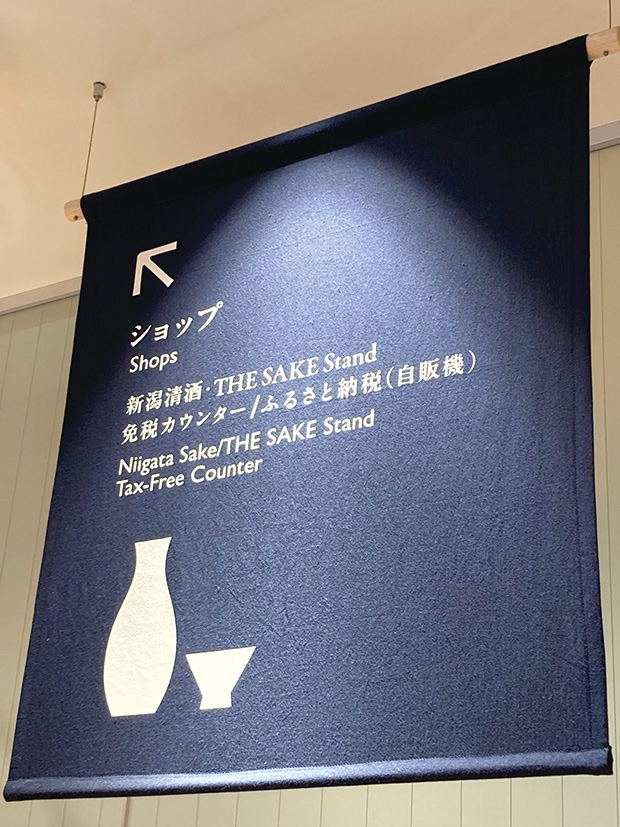 ショップ
Shops
新潟清酒・THE SAKE Stand
免税カウンター/ふるさと納税(自販機)
Niigata Sake/THE SAKE Stand
Tax-Free Counter